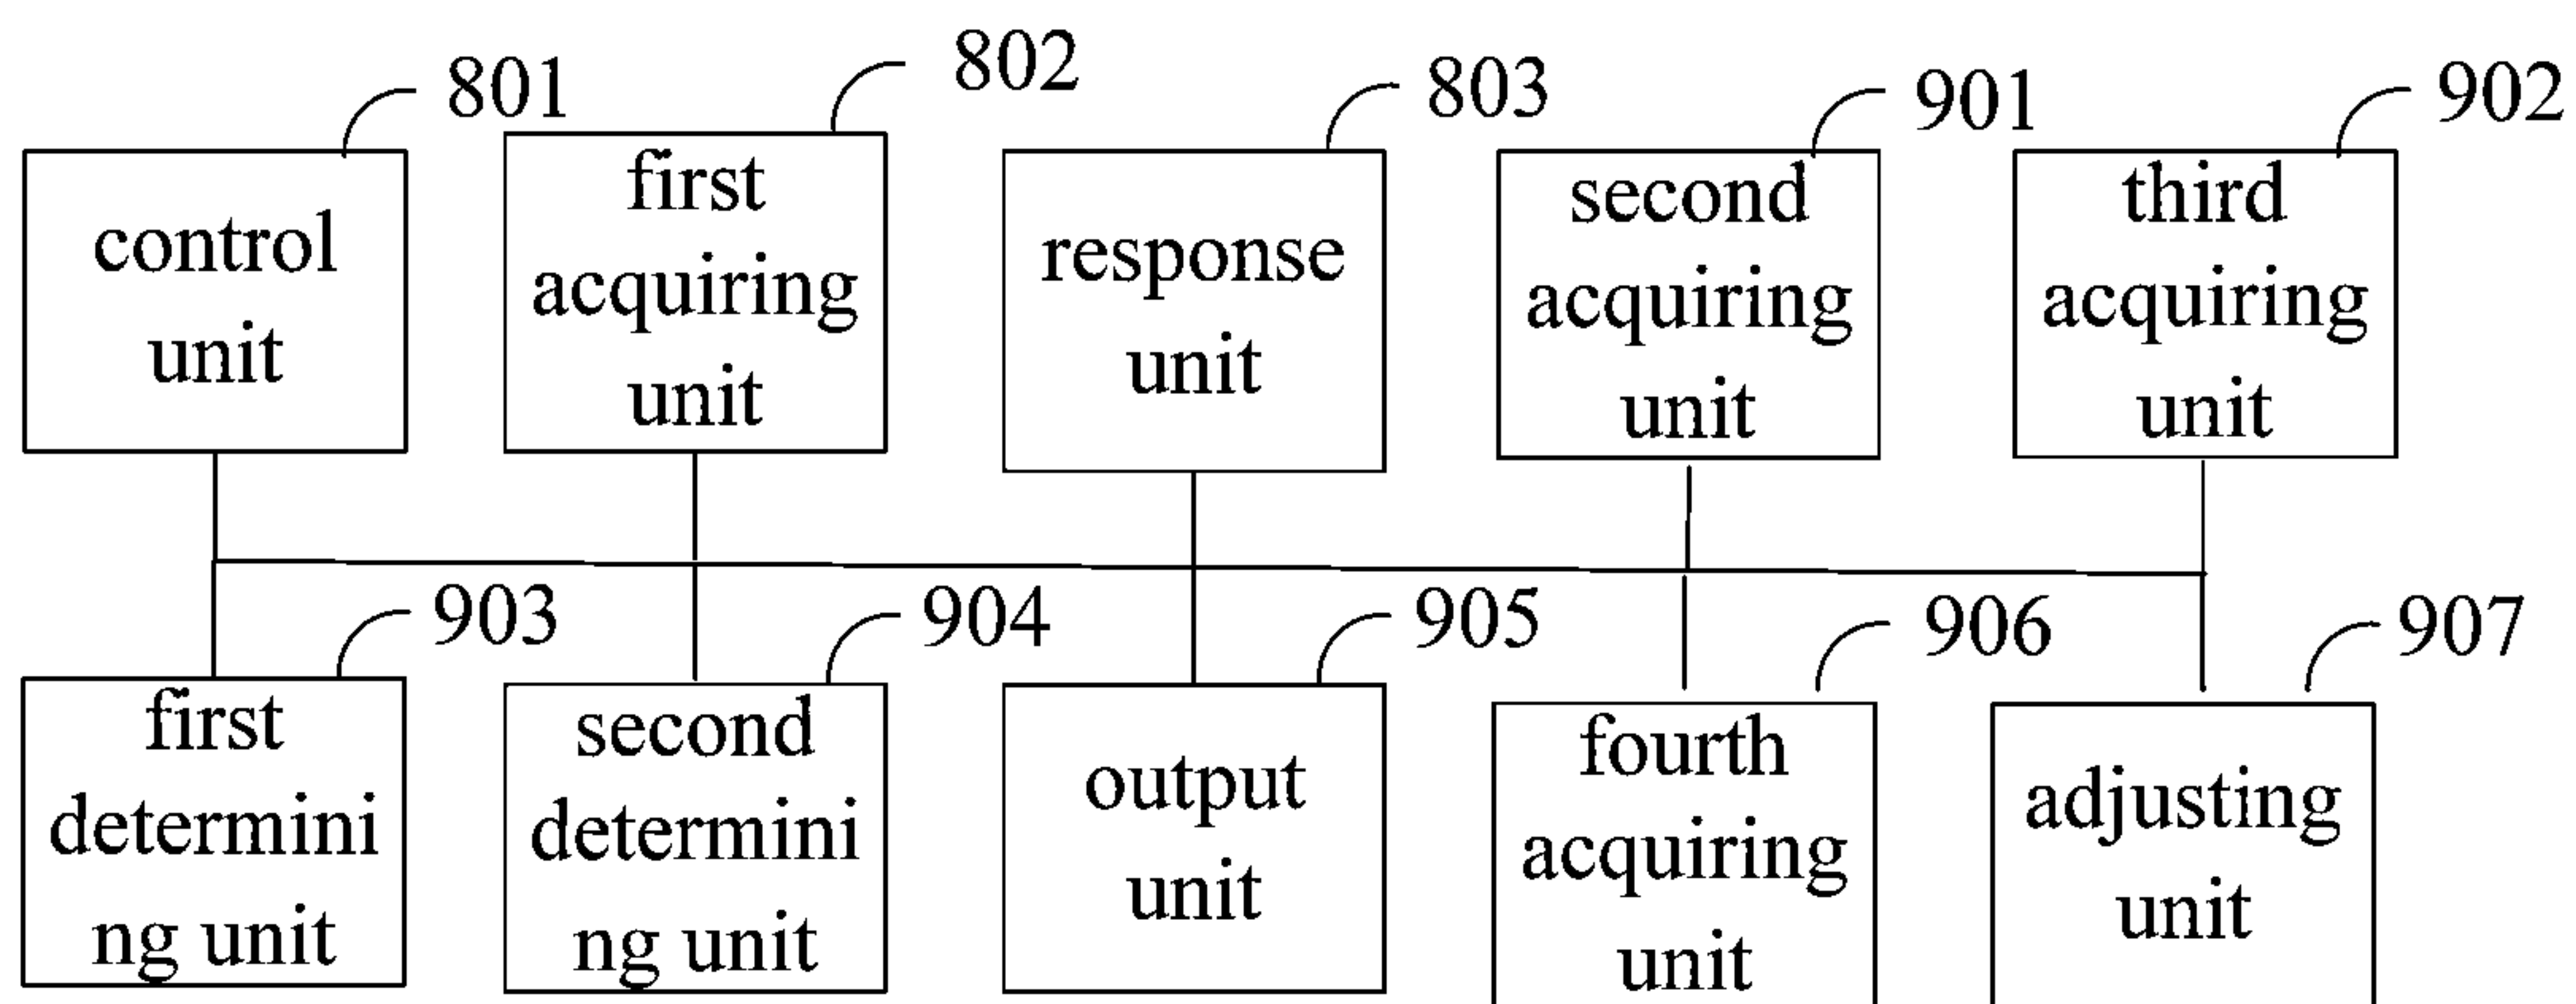 801
control
unit
802
first
acquiring
unit
803
response
unit
901
second
acquiring
unit
902
third
acquiring
unit
903
first
determini
ng unit
904
second
determini
ng unit
905
output
unit
906
fourth
acquiring
unit
907
adjusting
unit